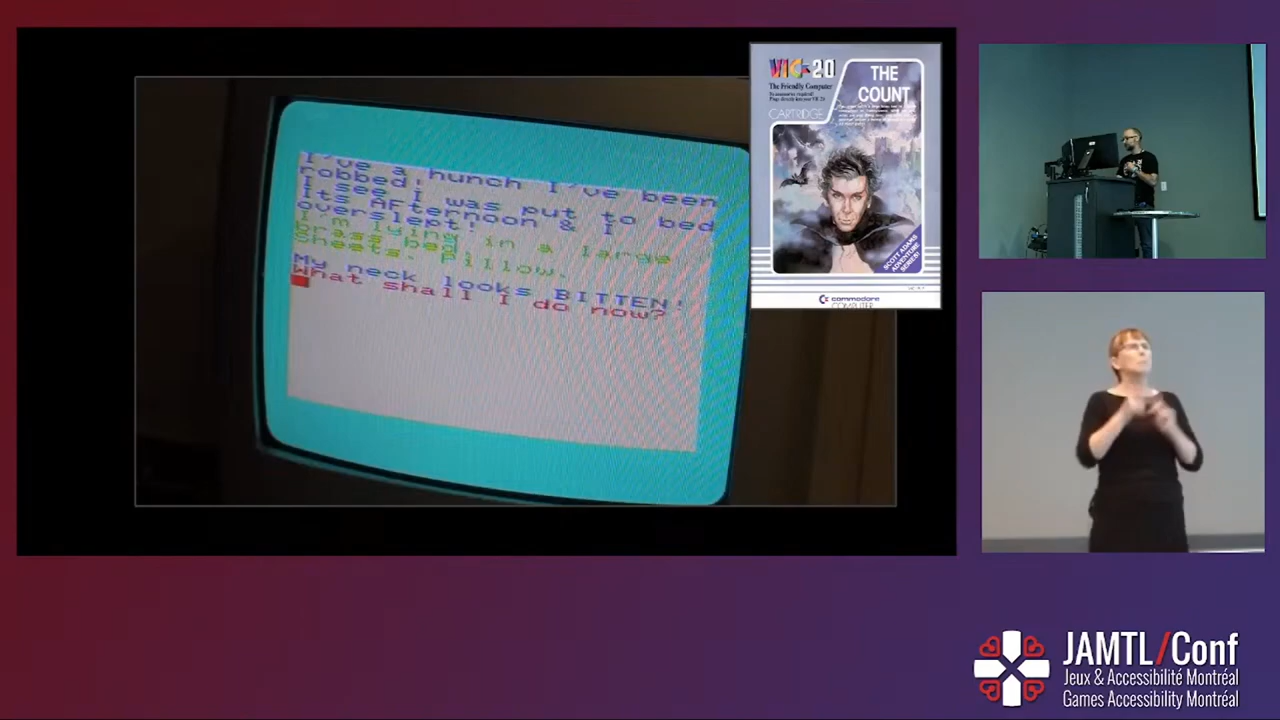 I've a hunch I've been
robbed!
I see I was put to bed
Its AFternoon & I
overslept!
I'm lying in a large
brass bed
Sheets. Pillow.
My neck looks BITTEN!
What shall I do now?
VIC-20
The Friendly Computer
CARTRIDGE
THE
COUNT
SCOTT ADAMS
ADVENTURE
SERIES!
commodore
COMPUTER
JAMTL/Conf
Jeux & Accessibilité Montréal
Games Accessibility Montréal